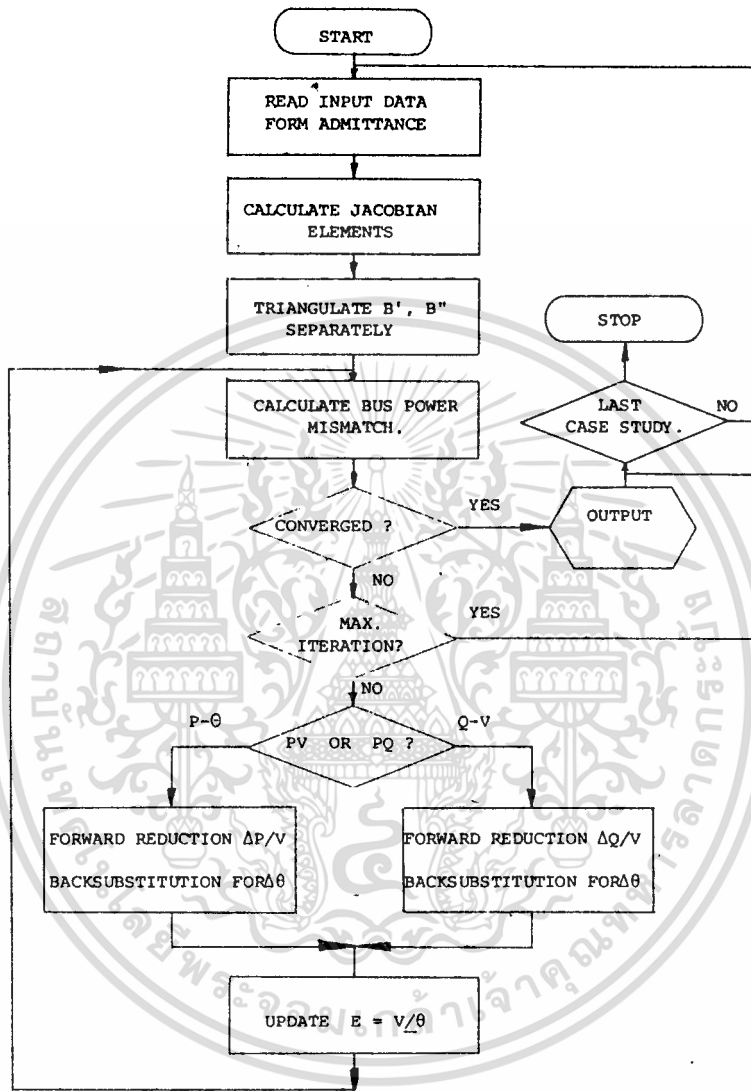 START
READ INPUT DATA
FORM ADMITTANCE
CALCULATE JACOBIAN
ELEMENTS
TRIANGULATE B', B"
SEPARATELY
STOP
CALCULATE BUS POWER
MISMATCH.
LAST
CASE STUDY.
NO
CONVERGED ?
YES
OUTPUT
NO
MAX.
ITERATION?
YES
NO
P-θ
Q-V
PV OR PQ ?
FORWARD REDUCTION ΔP/V
BACKSUBSTITUTION FORΔθ
FORWARD REDUCTION ΔQ/V
BACKSUBSTITUTION FORΔθ
UPDATE E = V/θ